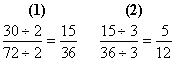 (1) (2)
30 ÷ 2 / 72 ÷ 2 = 15 / 36 15 ÷ 3 / 36 ÷ 3 = 5 / 12